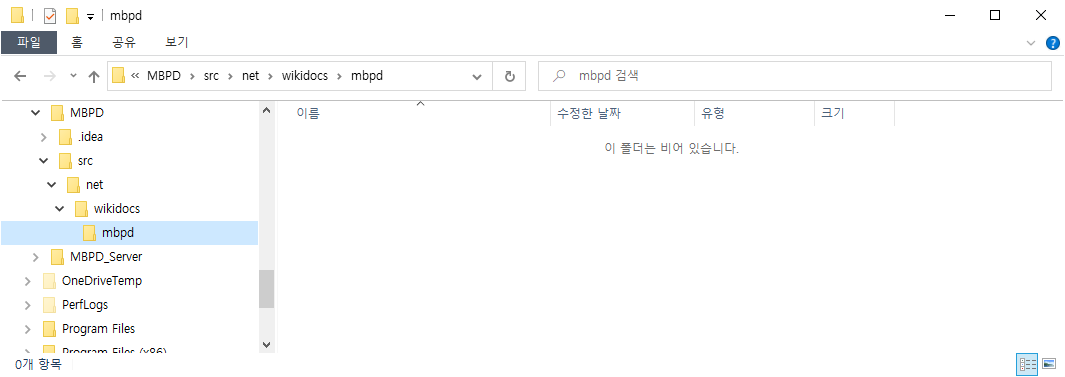 mbpd
파일 홈 공유 보기
« MBPD > src > net > wikidocs > mbpd
mbpd 검색
MBPD
.idea
src
net
wikidocs
mbpd
MBPD_Server
OneDriveTemp
PerfLogs
Program Files
Program Files (x86)
이름 수정한 날짜 유형 크기
이 폴더는 비어 있습니다.
0개 항목